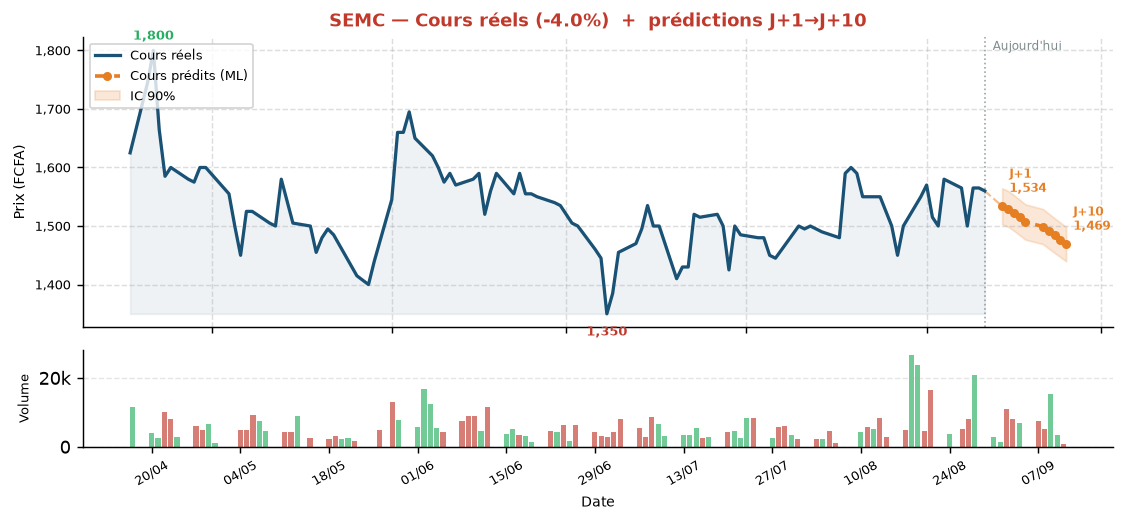 SEMC — Cours réels (-4.0%)  +  prédictions J+1→J+10
1,800
Aujourd'hui
Cours réels
Cours prédits (ML)
IC 90%
1,800
1,700
1,600
1,500
1,400
Prix (FCFA)
J+1
1,534
J+10
1,469
1,350
20k
0
Volume
20/04
04/05
18/05
01/06
15/06
29/06
13/07
27/07
10/08
24/08
07/09
Date